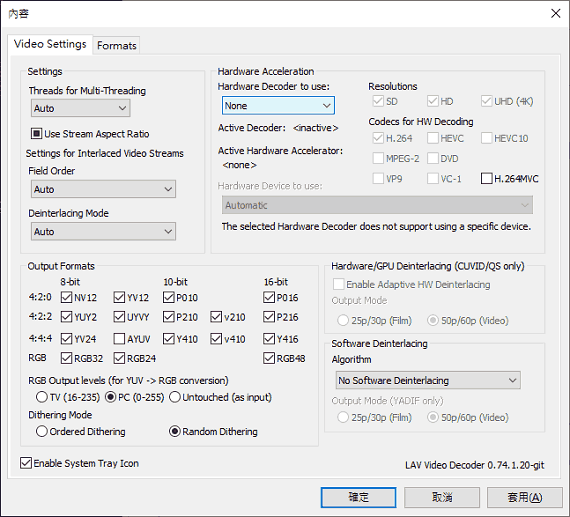 內容
Video Settings
Formats
Settings
Threads for Multi-Threading
Auto
Use Stream Aspect Ratio
Settings for Interlaced Video Streams
Field Order
Auto
Deinterlacing Mode
Auto
Hardware Acceleration
Hardware Decoder to use:
None
Active Decoder: <inactive>
Active Hardware Accelerator:
<none>
Hardware Device to use:
Automatic
The selected Hardware Decoder does not support using a specific device.
Resolutions
SD HD UHD (4K)
Codecs for HW Decoding
H.264 HEVC HEVC10
MPEG-2 DVD
VP9 VC-1 H.264MVC
Output Formats
8-bit 10-bit 16-bit
4:2:0 NV12 YV12 P010 P016
4:2:2 YUY2 UYVY P210 v210 P216
4:4:4 YV24 AYUV Y410 v410 Y416
RGB RGB32 RGB24 RGB48
RGB Output levels (for YUV -> RGB conversion)
TV (16-235) PC (0-255) Untouched (as input)
Dithering Mode
Ordered Dithering Random Dithering
Hardware/GPU Deinterlacing (CUVID/QS only)
Enable Adaptive HW Deinterlacing
Output Mode
25p/30p (Film) 50p/60p (Video)
Software Deinterlacing
Algorithm
No Software Deinterlacing
Output Mode (YADIF only)
25p/30p (Film) 50p/60p (Video)
Enable System Tray Icon
LAV Video Decoder 0.74.1.20-git
確定 取消 套用(A)